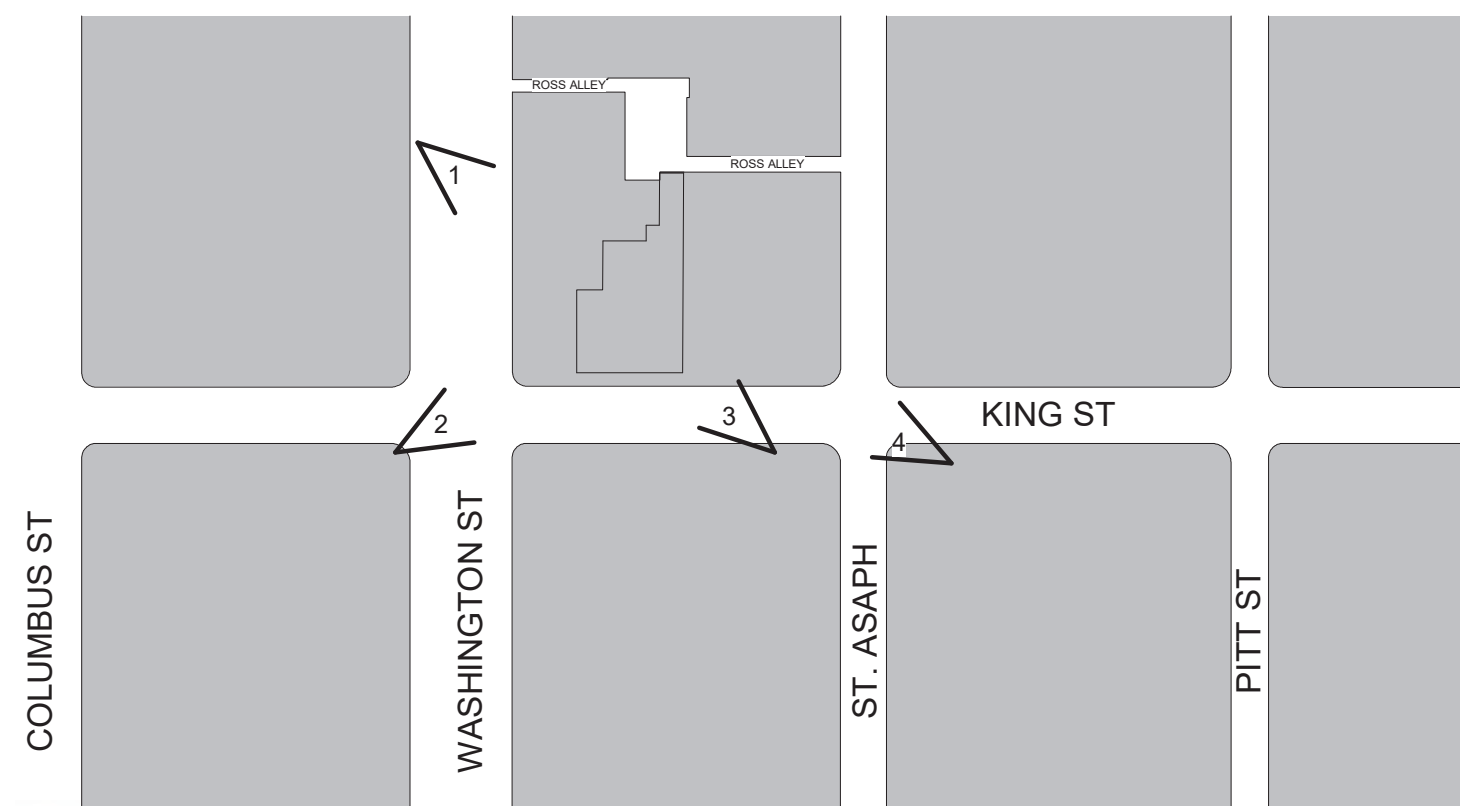 ROSS ALLEY
ROSS ALLEY
1
2
3
4
KING ST
COLUMBUS ST
WASHINGTON ST
ST. ASAPH
PITT ST